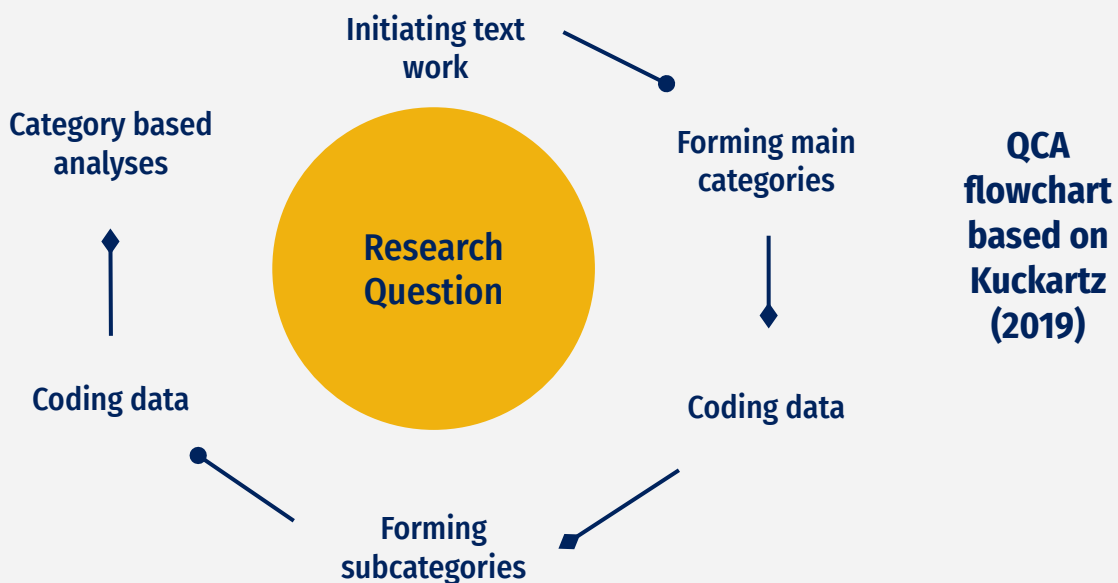 Initiating text
work
Forming main
categories
Coding data
Forming
subcategories
Coding data
Category based
analyses
Research
Question
QCA
flowchart
based on
Kuckartz
(2019)